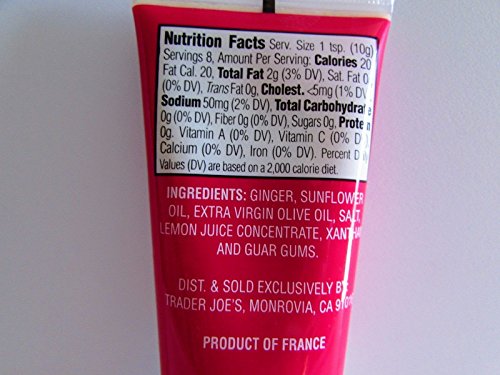 Nutrition Facts Serv. Size 1 tsp. (10g)
Servings 8, Amount Per Serving: Calories 20
Fat Cal. 20, Total Fat 2g (3% DV), Sat. Fat 0
(0% DV), Trans Fat 0g, Cholest. <5mg (1% DV
Sodium 50mg (2% DV), Total Carbohydrate
0g (0% DV), Fiber 0g (0% DV), Sugars 0g, Protein
0g. Vitamin A (0% DV), Vitamin C (0% DV)
Calcium (0% DV), Iron (0% DV). Percent Daily
Values (DV) are based on a 2,000 calorie diet.
INGREDIENTS: GINGER, SUNFLOWER
OIL, EXTRA VIRGIN OLIVE OIL, SALT,
LEMON JUICE CONCENTRATE, XANTHAN
AND GUAR GUMS.
DIST. & SOLD EXCLUSIVELY BY:
TRADER JOE'S, MONROVIA, CA
PRODUCT OF FRANCE